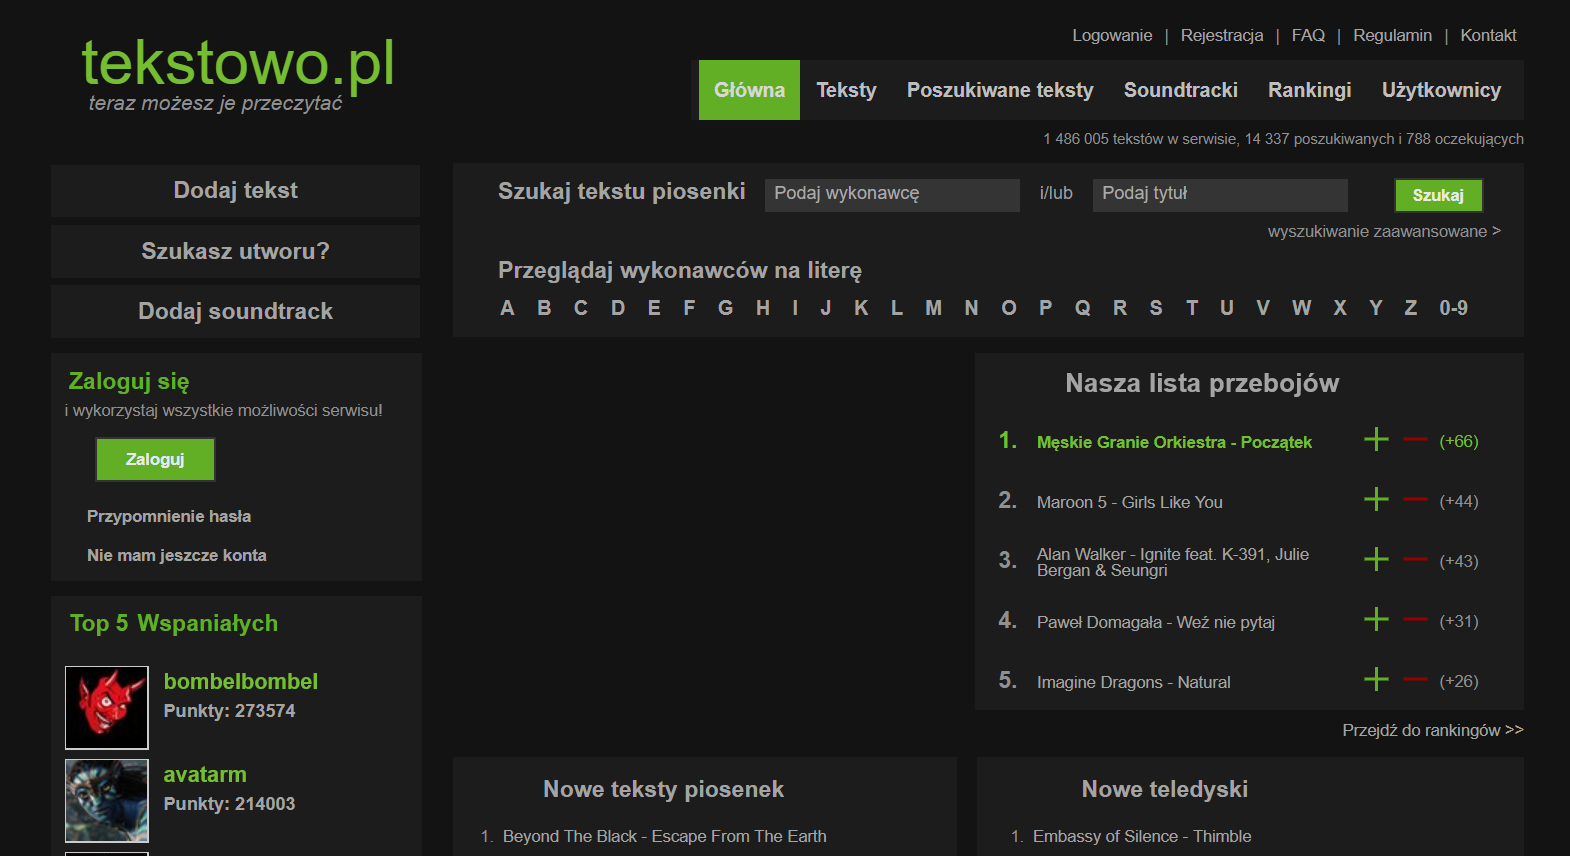 tekstowo.pl
teraz możesz je przeczytać
Logowanie | Rejestracja | FAQ | Regulamin | Kontakt
Główna Teksty Poszukiwane teksty Soundtracki Rankingi Użytkownicy
1 486 005 tekstów w serwisie, 14 337 poszukiwanych i 788 oczekujących
Dodaj tekst
Szukasz utworu?
Dodaj soundtrack
Szukaj tekstu piosenki Podaj wykonawcę i/lub Podaj tytuł Szukaj
wyszukiwanie zaawansowane >
Przeglądaj wykonawców na literę
A B C D E F G H I J K L M N O P Q R S T U V W X Y Z 0-9
Zaloguj się
i wykorzystaj wszystkie możliwości serwisu!
Zaloguj
Przypomnienie hasła
Nie mam jeszcze konta
Top 5 Wspaniałych
bombelbombel
Punkty: 273574
avatarm
Punkty: 214003
Nasza lista przebojów
1. Męskie Granie Orkiestra - Początek (+66)
2. Maroon 5 - Girls Like You (+44)
3. Alan Walker - Ignite feat. K-391, Julie
Bergan & Seungri (+43)
4. Paweł Domagała - Weź nie pytaj (+31)
5. Imagine Dragons - Natural (+26)
Przejdź do rankingów >>
Nowe teksty piosenek
1. Beyond The Black - Escape From The Earth
Nowe teledyski
1. Embassy of Silence - Thimble